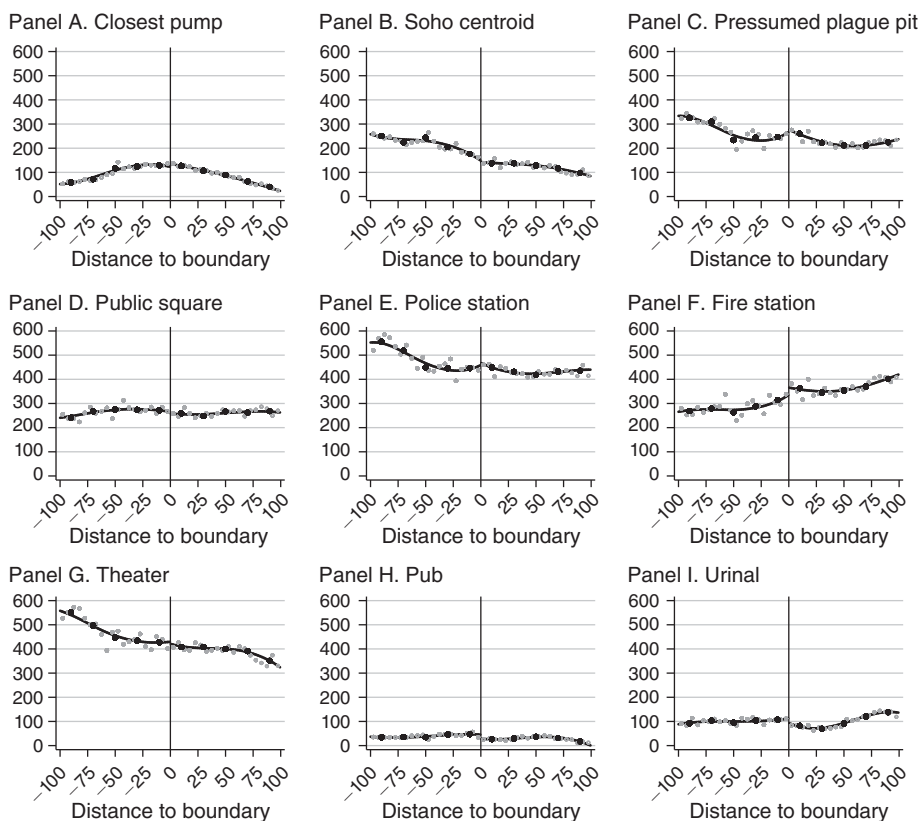 Panel A. Closest pump
600
500
400
300
200
100
0
−100 −75 −50 −25 0 25 50 75 100
Distance to boundary
Panel B. Soho centroid
600
500
400
300
200
100
0
−100 −75 −50 −25 0 25 50 75 100
Distance to boundary
Panel C. Pressumed plague pit
600
500
400
300
200
100
0
−100 −75 −50 −25 0 25 50 75 100
Distance to boundary
Panel D. Public square
600
500
400
300
200
100
0
−100 −75 −50 −25 0 25 50 75 100
Distance to boundary
Panel E. Police station
600
500
400
300
200
100
0
−100 −75 −50 −25 0 25 50 75 100
Distance to boundary
Panel F. Fire station
600
500
400
300
200
100
0
−100 −75 −50 −25 0 25 50 75 100
Distance to boundary
Panel G. Theater
600
500
400
300
200
100
0
−100 −75 −50 −25 0 25 50 75 100
Distance to boundary
Panel H. Pub
600
500
400
300
200
100
0
−100 −75 −50 −25 0 25 50 75 100
Distance to boundary
Panel I. Urinal
600
500
400
300
200
100
0
−100 −75 −50 −25 0 25 50 75 100
Distance to boundary